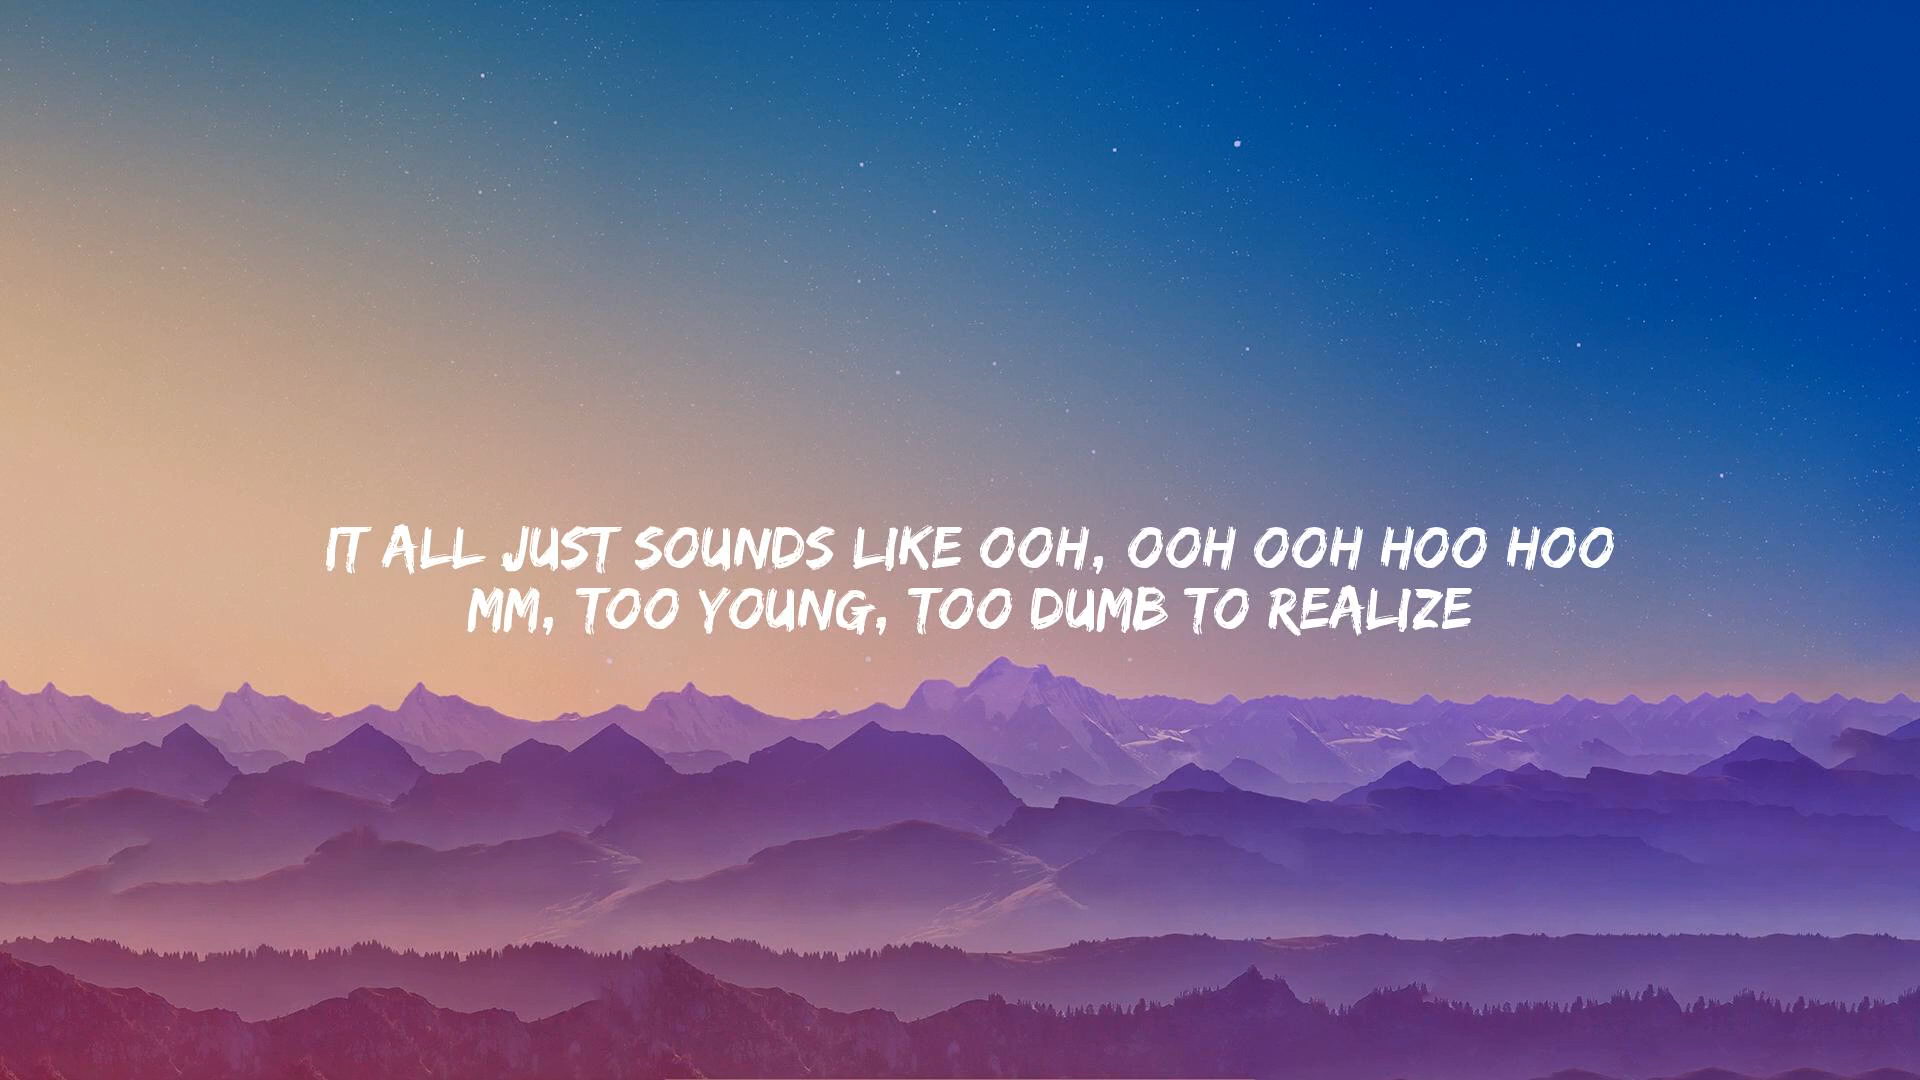 IT ALL JUST SOUNDS LIKE OOH, OOH OOH HOO HOO
MM, TOO YOUNG, TOO DUMB TO REALIZE